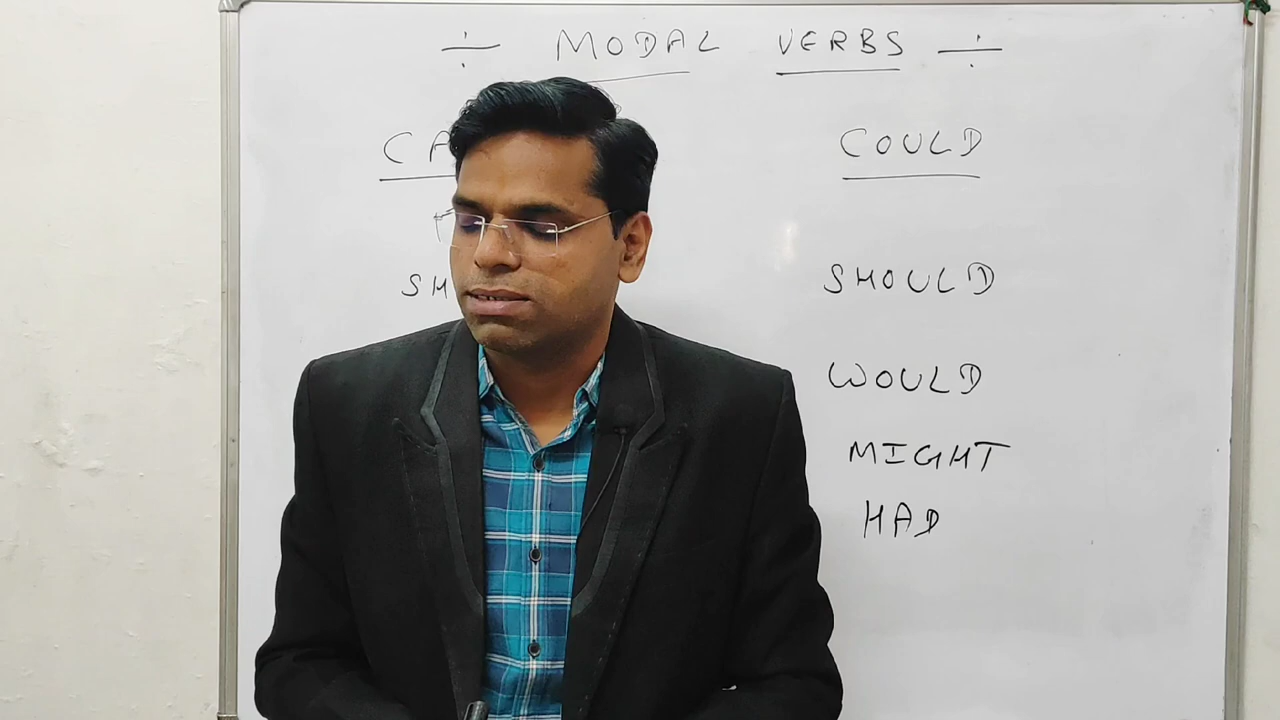 ÷ MODAL VERBS ÷
COULD
SHOULD
WOULD
MIGHT
HAD